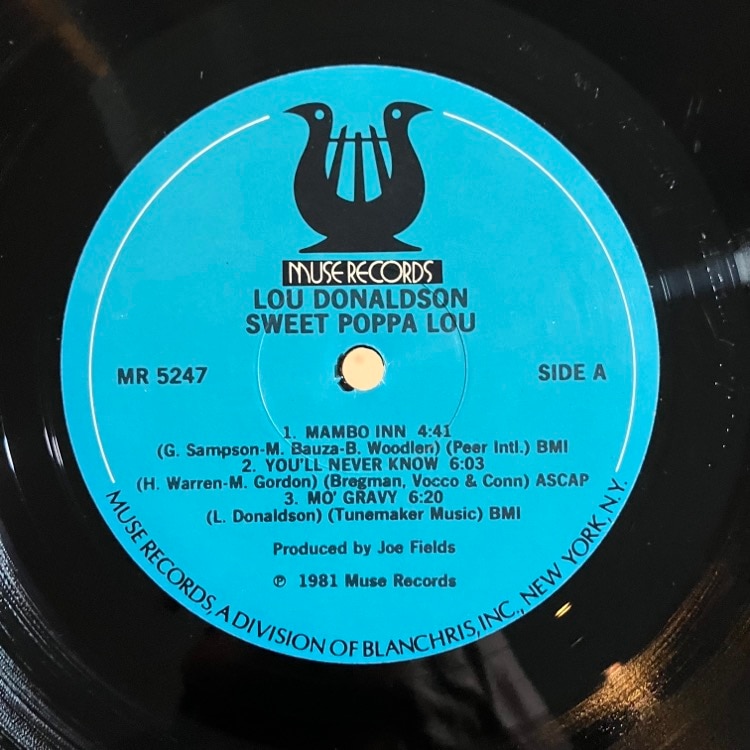 MUSE RECORDS
LOU DONALDSON
SWEET POPPA LOU
MR 5247
SIDE A
1. MAMBO INN 4:41
(G. Sampson-M. Bauza-B. Woodlen) (Peer Intl.) BMI
2. YOU'LL NEVER KNOW 6:03
(H. Warren-M. Gordon) (Bregman, Vocco & Conn) ASCAP
3. MO' GRAVY 6:20
(L. Donaldson) (Tunemaker Music) BMI
Produced by Joe Fields
℗ 1981 Muse Records
MUSE RECORDS, A DIVISION OF BLANCHRIS, INC., NEW YORK, N.Y.